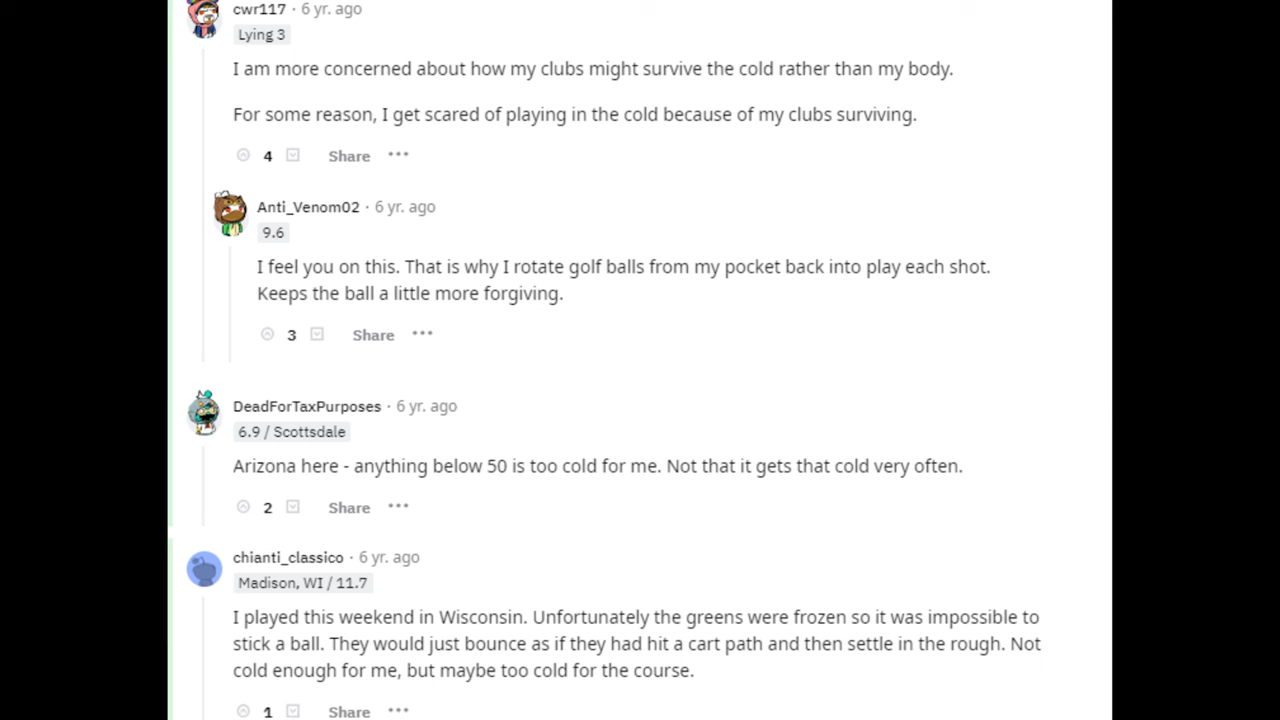 cwr117 · 6 yr. ago
Lying 3
I am more concerned about how my clubs might survive the cold rather than my body.
For some reason, I get scared of playing in the cold because of my clubs surviving.
4 Share •••
Anti_Venom02 · 6 yr. ago
9.6
I feel you on this. That is why I rotate golf balls from my pocket back into play each shot.
Keeps the ball a little more forgiving.
3 Share •••
DeadForTaxPurposes · 6 yr. ago
6.9 / Scottsdale
Arizona here - anything below 50 is too cold for me. Not that it gets that cold very often.
2 Share •••
chianti_classico · 6 yr. ago
Madison, WI / 11.7
I played this weekend in Wisconsin. Unfortunately the greens were frozen so it was impossible to
stick a ball. They would just bounce as if they had hit a cart path and then settle in the rough. Not
cold enough for me, but maybe too cold for the course.
1 Share •••